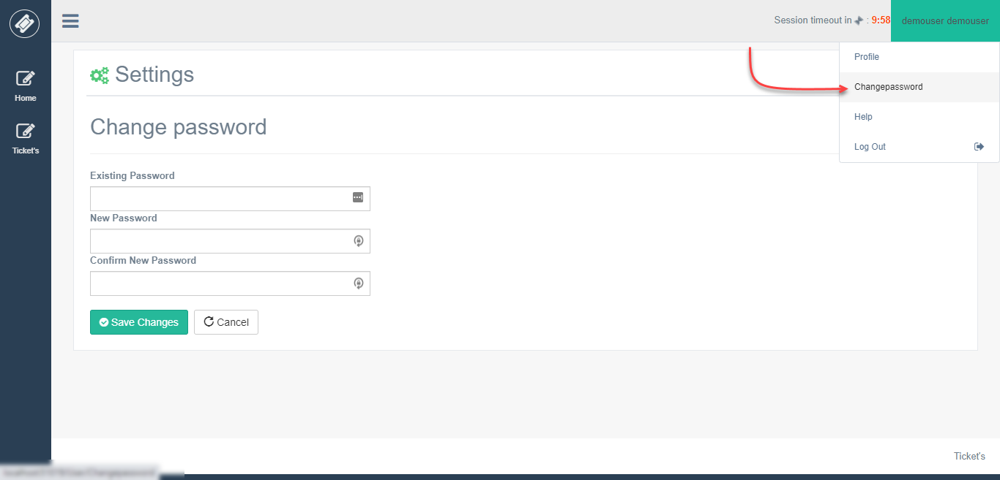 Session timeout in : 9:58
demouser demouser
Profile
Changepassword
Help
Log Out
Home
Ticket's
Settings
Change password
Existing Password
New Password
Confirm New Password
Save Changes
Cancel
Ticket's